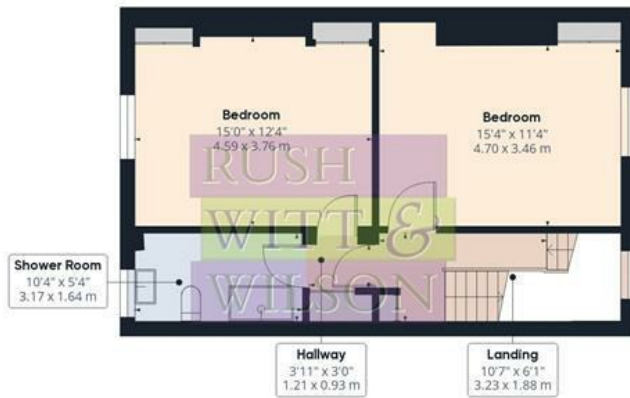 Bedroom
15'0" x 12'4"
4.59 x 3.76 m
Bedroom
15'4" x 11'4"
4.70 x 3.46 m
RUSH
WITT &
WILSON
Shower Room
10'4" x 5'4"
3.17 x 1.64 m
Hallway
3'11" x 3'0"
1.21 x 0.93 m
Landing
10'7" x 6'1"
3.23 x 1.88 m